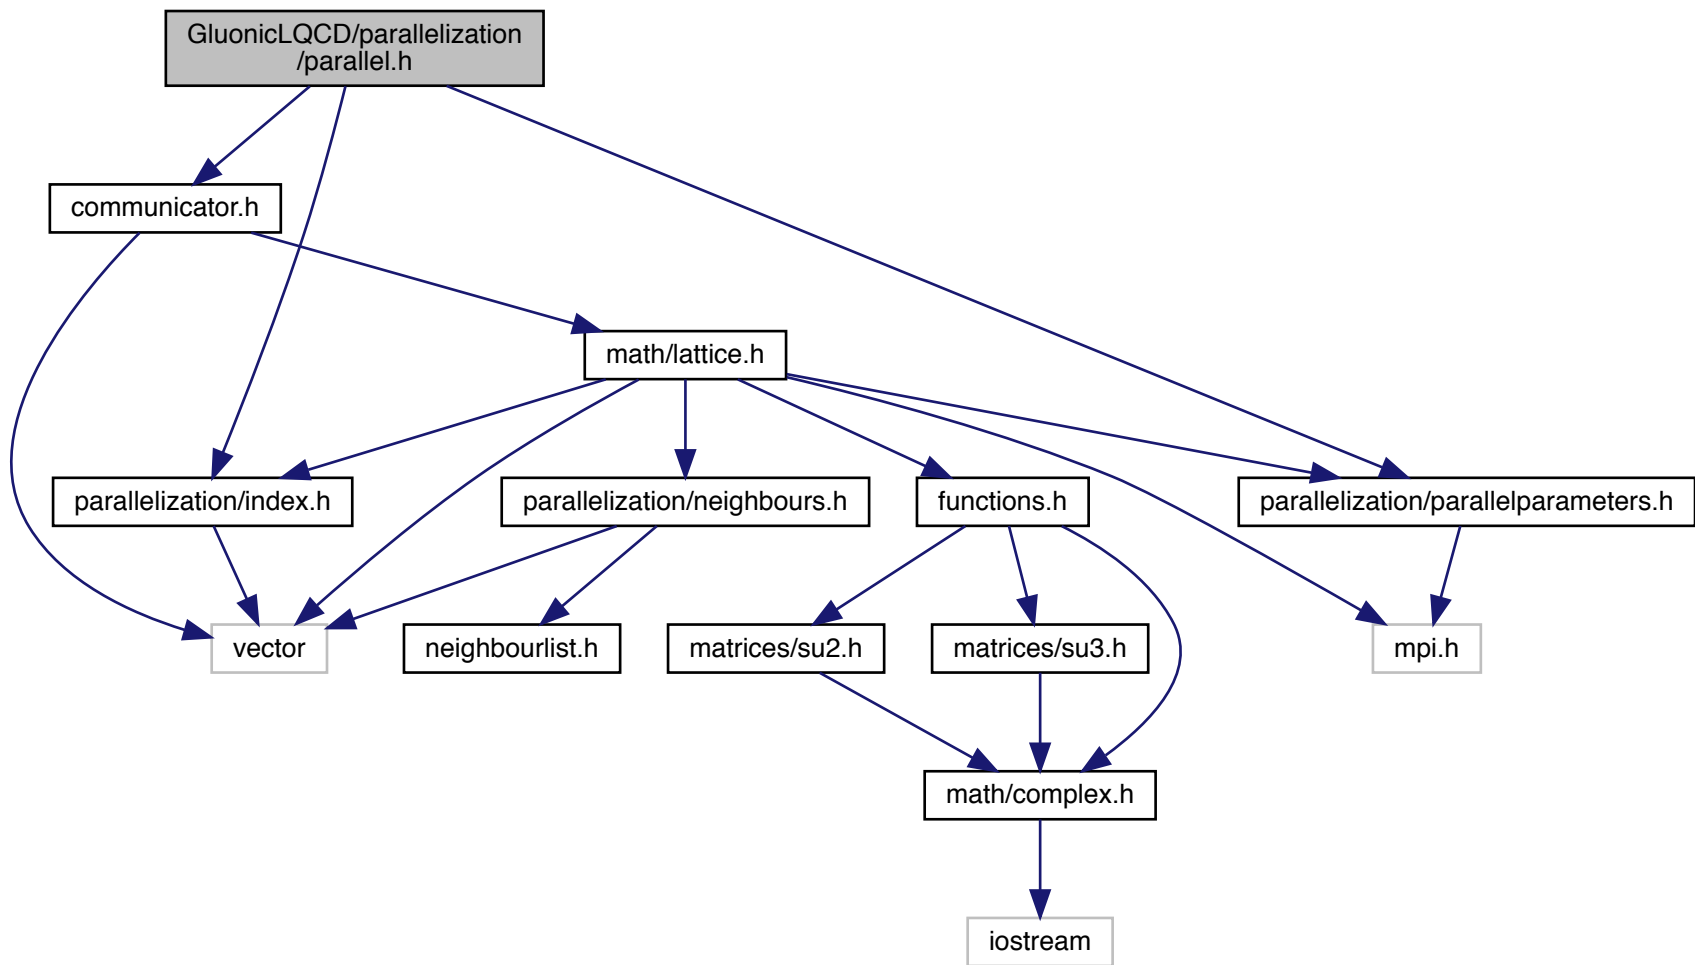 GluonicLQCD/parallelization
/parallel.h
communicator.h
math/lattice.h
parallelization/index.h
parallelization/neighbours.h
functions.h
parallelization/parallelparameters.h
vector
neighbourlist.h
matrices/su2.h
matrices/su3.h
mpi.h
math/complex.h
iostream